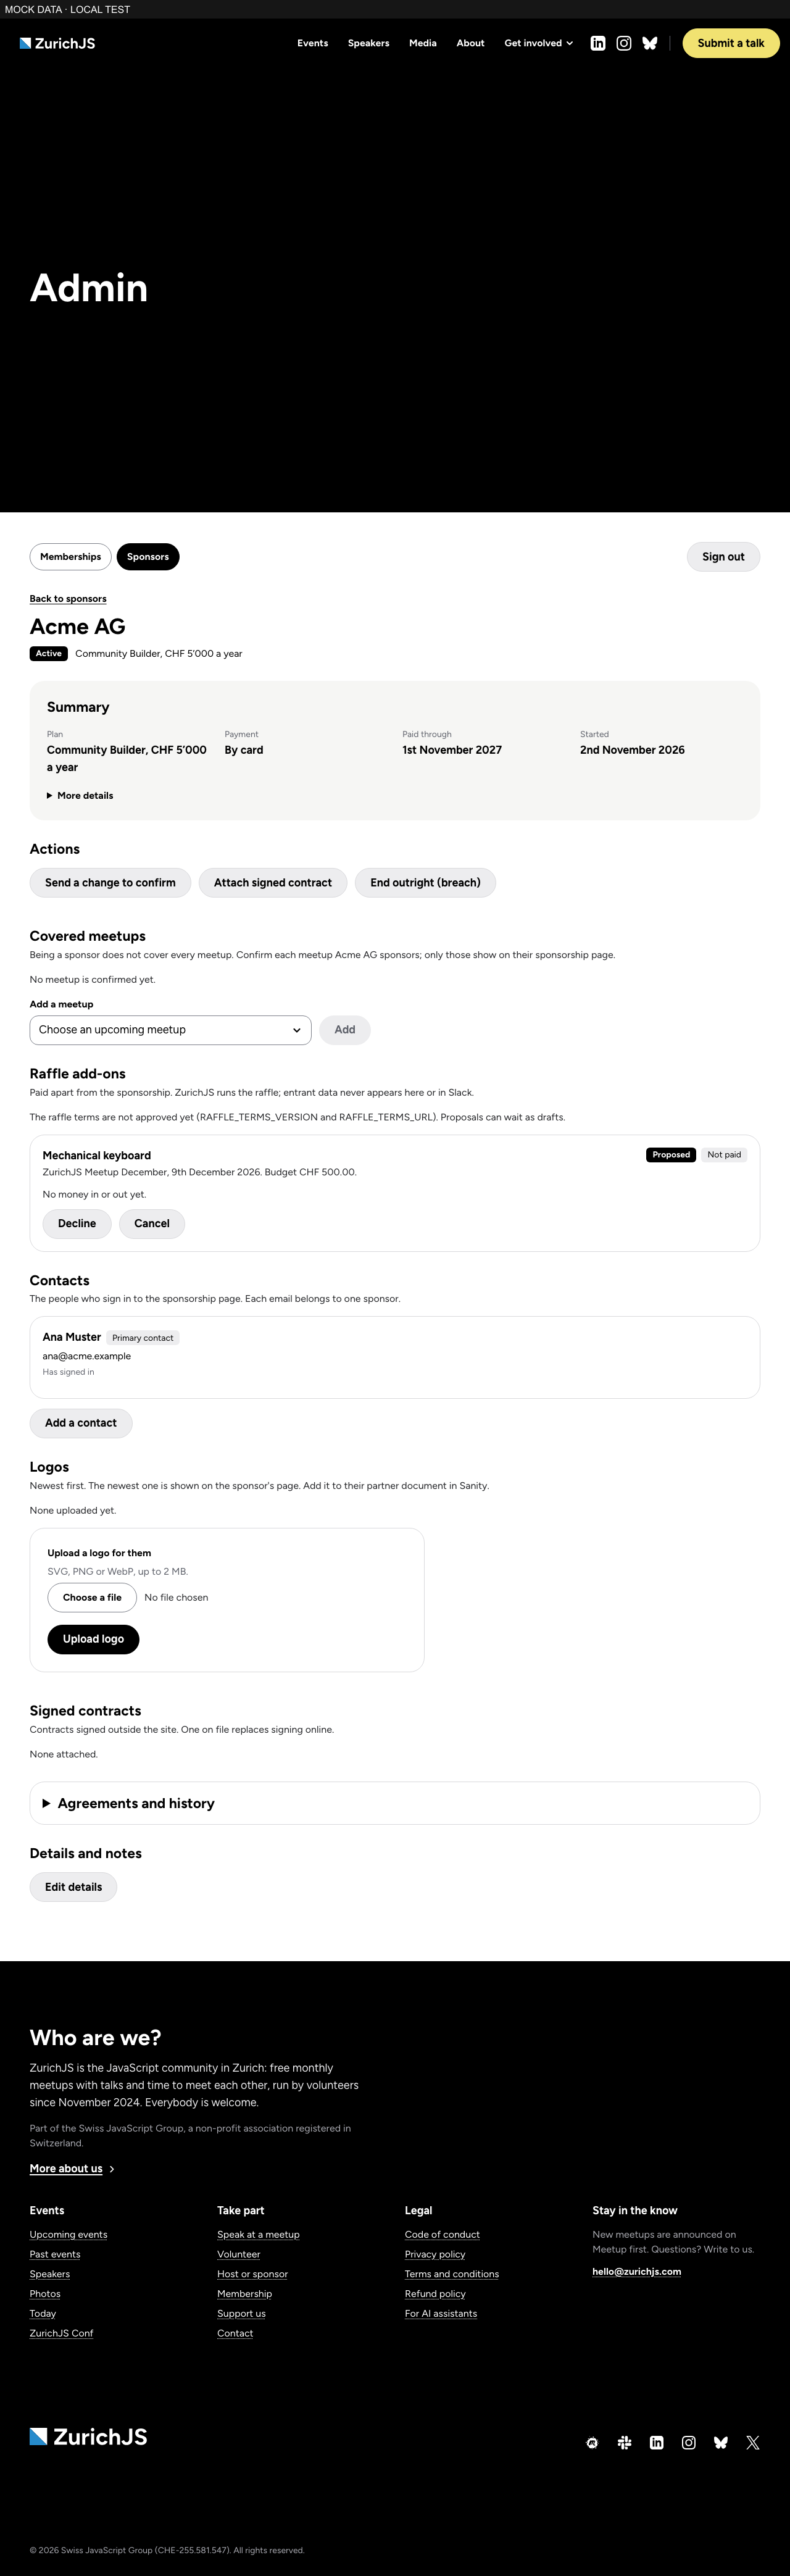 MOCK DATA · LOCAL TEST
ZurichJS
Events
Speakers
Media
About
Get involved
Submit a talk
Admin
Memberships
Sponsors
Sign out
Back to sponsors
Acme AG
Active
Community Builder, CHF 5’000 a year
Summary
Plan
Community Builder, CHF 5’000
a year
Payment
By card
Paid through
1st November 2027
Started
2nd November 2026
More details
Actions
Send a change to confirm
Attach signed contract
End outright (breach)
Covered meetups
Being a sponsor does not cover every meetup. Confirm each meetup Acme AG sponsors; only those show on their sponsorship page.
No meetup is confirmed yet.
Add a meetup
Choose an upcoming meetup
Add
Raffle add-ons
Paid apart from the sponsorship. ZurichJS runs the raffle; entrant data never appears here or in Slack.
The raffle terms are not approved yet (RAFFLE_TERMS_VERSION and RAFFLE_TERMS_URL). Proposals can wait as drafts.
Mechanical keyboard
Proposed
Not paid
ZurichJS Meetup December, 9th December 2026. Budget CHF 500.00.
No money in or out yet.
Decline
Cancel
Contacts
The people who sign in to the sponsorship page. Each email belongs to one sponsor.
Ana Muster
Primary contact
ana@acme.example
Has signed in
Add a contact
Logos
Newest first. The newest one is shown on the sponsor's page. Add it to their partner document in Sanity.
None uploaded yet.
Upload a logo for them
SVG, PNG or WebP, up to 2 MB.
Choose a file
No file chosen
Upload logo
Signed contracts
Contracts signed outside the site. One on file replaces signing online.
None attached.
Agreements and history
Details and notes
Edit details
Who are we?
ZurichJS is the JavaScript community in Zurich: free monthly
meetups with talks and time to meet each other, run by volunteers
since November 2024. Everybody is welcome.
Part of the Swiss JavaScript Group, a non-profit association registered in
Switzerland.
More about us
Events
Upcoming events
Past events
Speakers
Photos
Today
ZurichJS Conf
Take part
Speak at a meetup
Volunteer
Host or sponsor
Membership
Support us
Contact
Legal
Code of conduct
Privacy policy
Terms and conditions
Refund policy
For AI assistants
Stay in the know
New meetups are announced on
Meetup first. Questions? Write to us.
hello@zurichjs.com
ZurichJS
© 2026 Swiss JavaScript Group (CHE-255.581.547). All rights reserved.